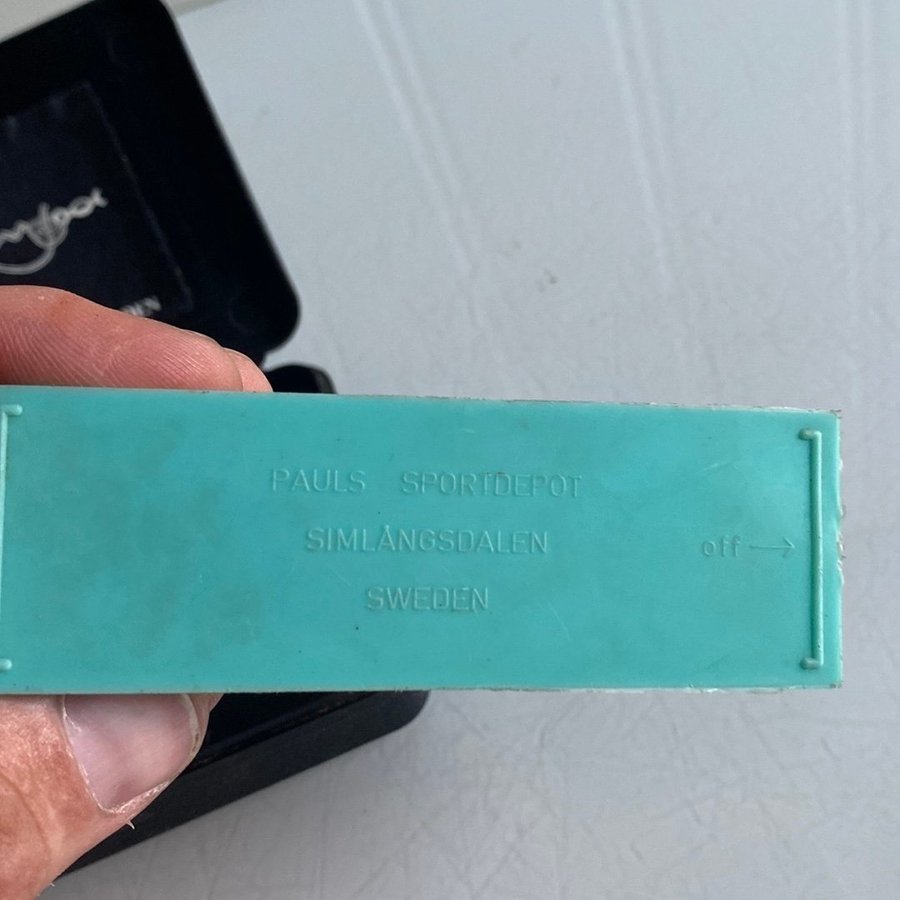 PAULS SPORTDEPOT
SIMLÅNGSDALEN
off →
SWEDEN